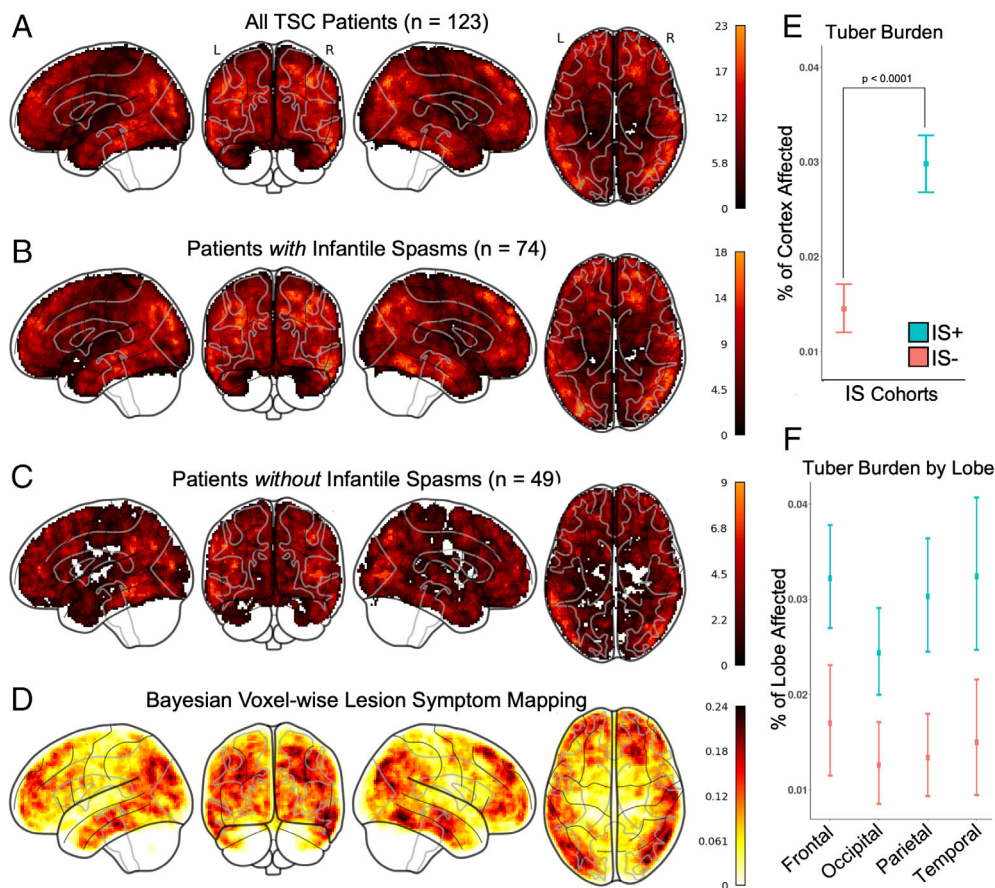 A
All TSC Patients (n = 123)
L
R
L
R
23
17
12
5.8
0
B
Patients with Infantile Spasms (n = 74)
18
14
9
4.5
0
C
Patients without Infantile Spasms (n = 49)
9
6.8
4.5
2.2
0
D
Bayesian Voxel-wise Lesion Symptom Mapping
0.24
0.18
0.12
0.061
0
E
Tuber Burden
% of Cortex Affected
0.04
0.03
0.02
0.01
p < 0.0001
IS+
IS-
IS Cohorts
F
Tuber Burden by Lobe
% of Lobe Affected
0.04
0.03
0.02
0.01
Frontal
Occipital
Parietal
Temporal